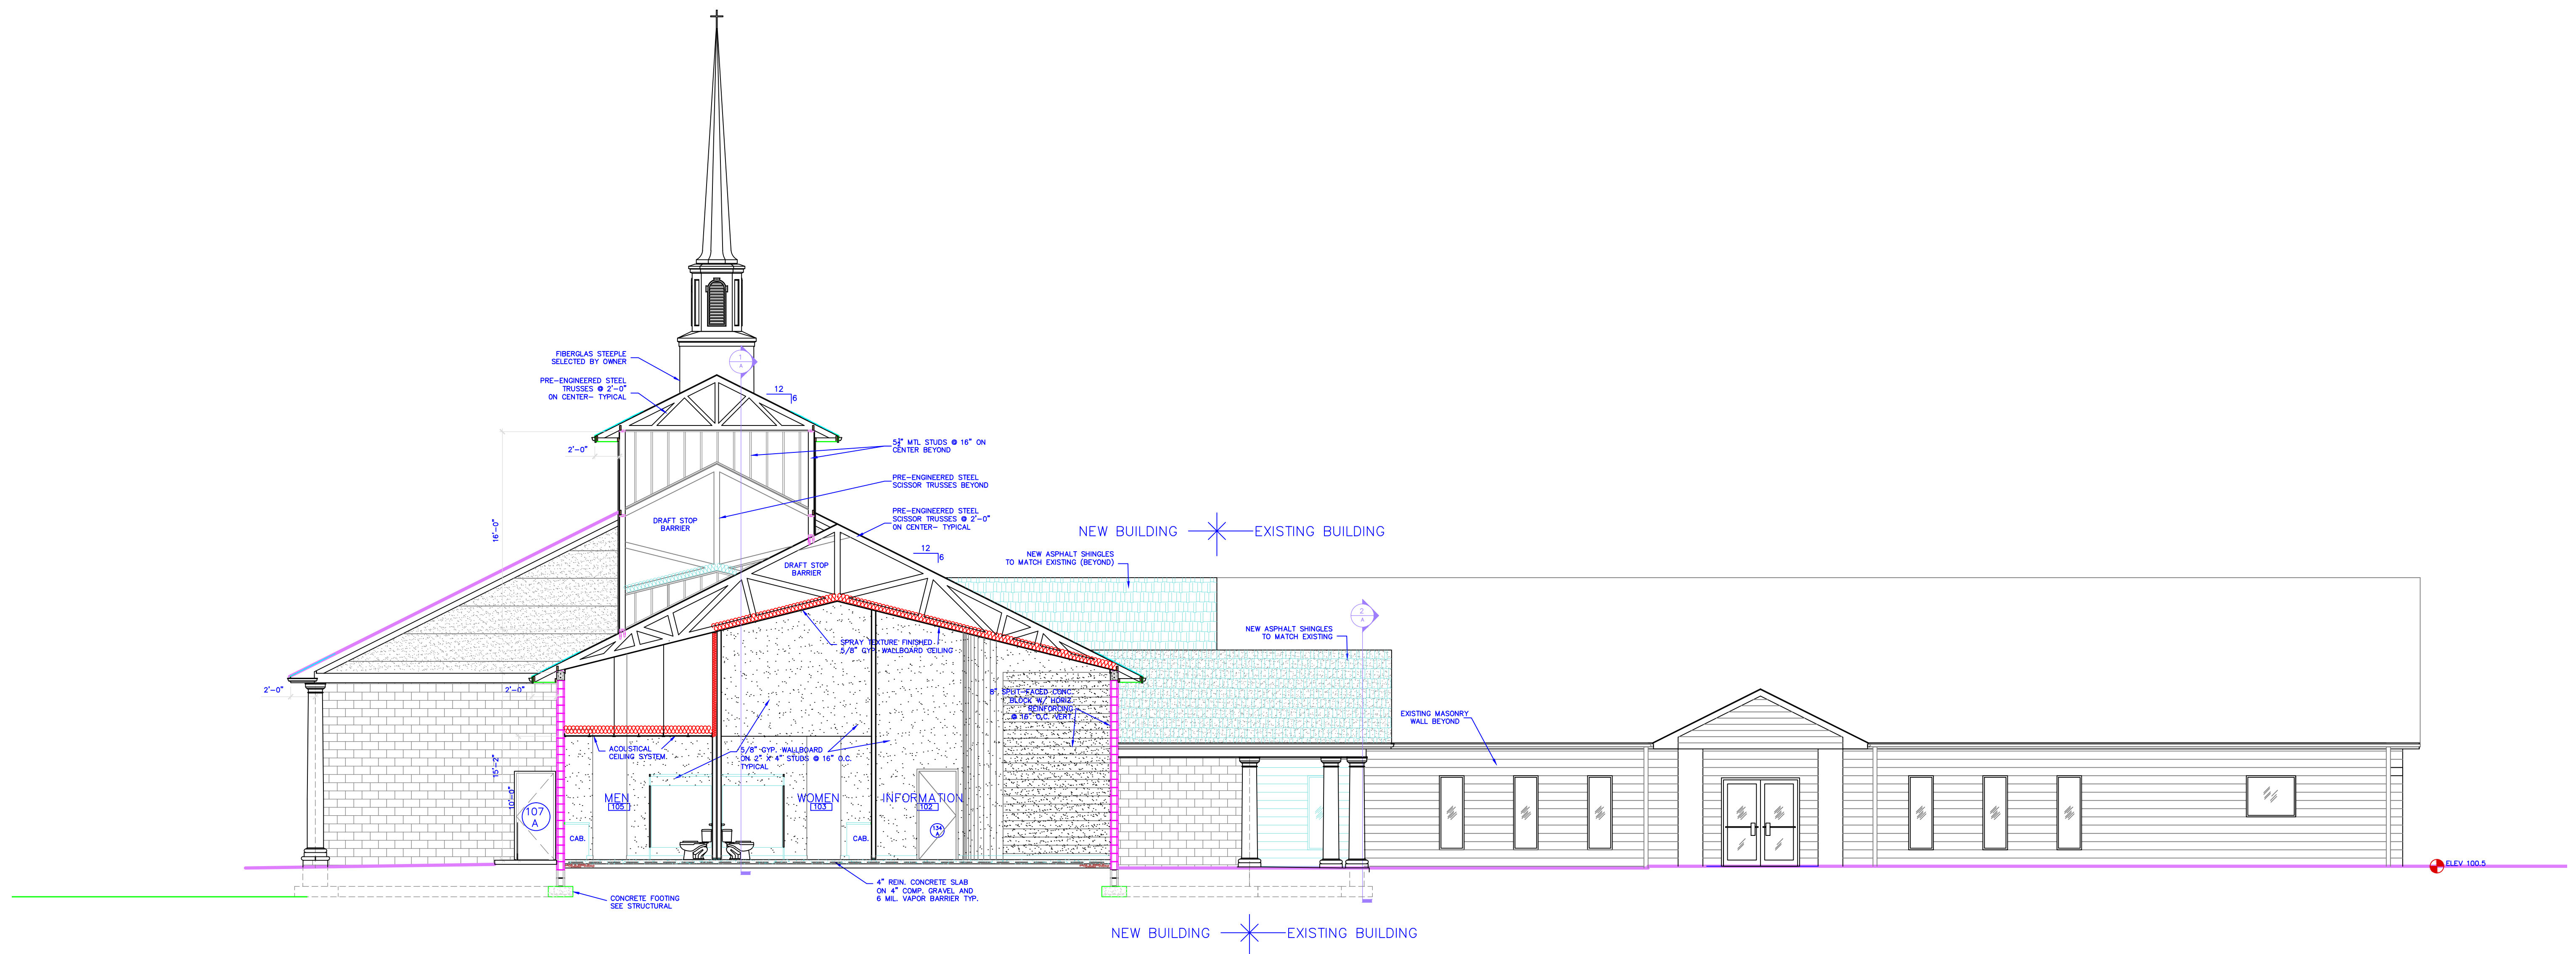 FIBERGLAS STEEPLE
SELECTED BY OWNER
PRE-ENGINEERED STEEL
TRUSSES @ 2'-0"
ON CENTER- TYPICAL
1
A
12
6
2'-0"
5½" MTL STUDS @ 16" ON
CENTER BEYOND
PRE-ENGINEERED STEEL
SCISSOR TRUSSES BEYOND
PRE-ENGINEERED STEEL
SCISSOR TRUSSES @ 2'-0"
ON CENTER- TYPICAL
16'-0"
DRAFT STOP
BARRIER
NEW BUILDING
EXISTING BUILDING
12
6
NEW ASPHALT SHINGLES
TO MATCH EXISTING (BEYOND)
DRAFT STOP
BARRIER
2
A
NEW ASPHALT SHINGLES
TO MATCH EXISTING
SPRAY TEXTURE FINISHED
5/8" GYP. WALLBOARD CEILING
2'-0"
2'-0"
8" SPLIT-FACED CONC.
BLOCK W/ HORIZ.
REINFORCING
@ 16" O.C. VERT.
EXISTING MASONRY
WALL BEYOND
ACOUSTICAL
CEILING SYSTEM.
5/8" GYP. WALLBOARD
ON 2" X 4" STUDS @ 16" O.C.
TYPICAL
15'-2"
10'-0"
MEN
105
WOMEN
103
INFORMATION
102
107
A
134
A
CAB.
CAB.
ELEV 100.5
4" REIN. CONCRETE SLAB
ON 4" COMP. GRAVEL AND
6 MIL. VAPOR BARRIER TYP.
CONCRETE FOOTING
SEE STRUCTURAL
NEW BUILDING
EXISTING BUILDING